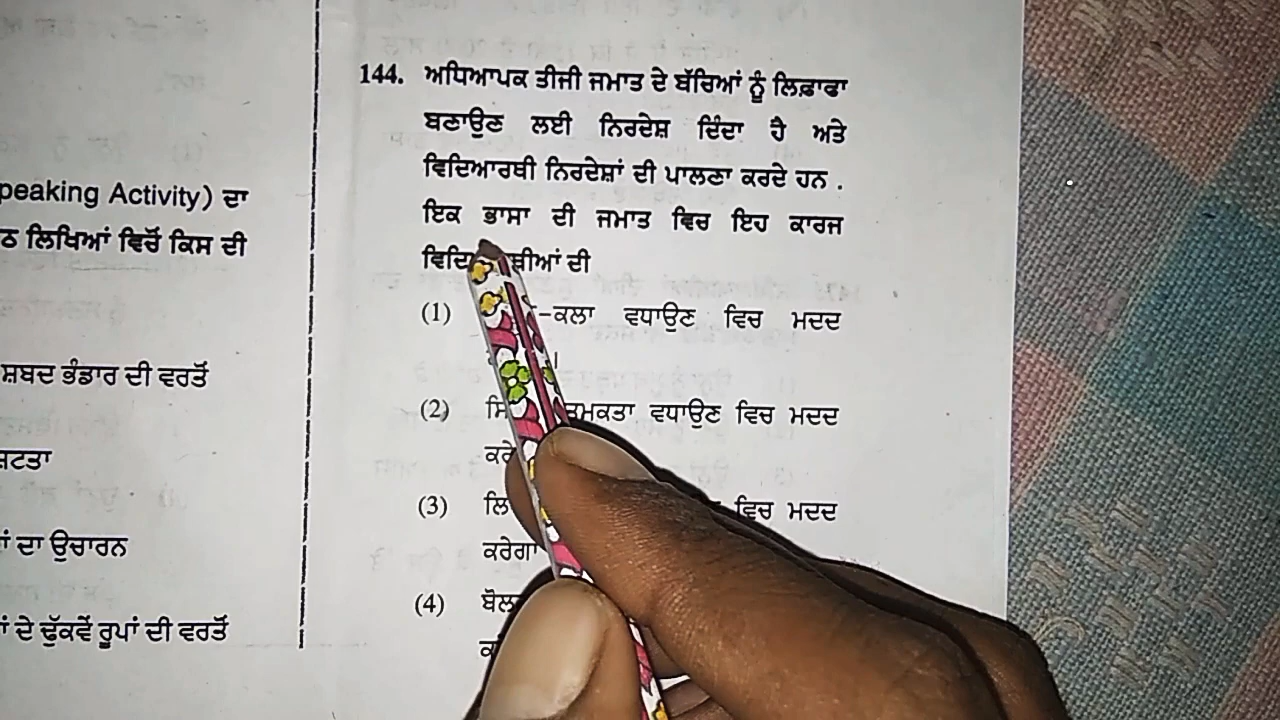 peaking Activity) ਦਾ
ਠ ਲਿਖਿਆਂ ਵਿਚੋਂ ਕਿਸ ਦੀ
ਸ਼ਬਦ ਭੰਡਾਰ ਦੀ ਵਰਤੋਂ
ਸ਼ਟਤਾ
ਾਂ ਦਾ ਉਚਾਰਨ
ਾਂ ਦੇ ਢੁੱਕਵੇਂ ਰੂਪਾਂ ਦੀ ਵਰਤੋਂ
144. ਅਧਿਆਪਕ ਤੀਜੀ ਜਮਾਤ ਦੇ ਬੱਚਿਆਂ ਨੂੰ ਲਿਫ਼ਾਫਾ
ਬਣਾਉਣ ਲਈ ਨਿਰਦੇਸ਼ ਦਿੰਦਾ ਹੈ ਅਤੇ
ਵਿਦਿਆਰਥੀ ਨਿਰਦੇਸ਼ਾਂ ਦੀ ਪਾਲਣਾ ਕਰਦੇ ਹਨ .
ਇਕ ਭਾਸਾ ਦੀ ਜਮਾਤ ਵਿਚ ਇਹ ਕਾਰਜ
ਵਿਦਿ ਥੀਆਂ ਦੀ
(1) -ਕਲਾ ਵਧਾਉਣ ਵਿਚ ਮਦਦ
(2) ਸਿ ਤਮਕਤਾ ਵਧਾਉਣ ਵਿਚ ਮਦਦ
ਕਰੇ
(3) ਲਿ ਵਿਚ ਮਦਦ
ਕਰੇਗਾ
(4) ਬੋਲ